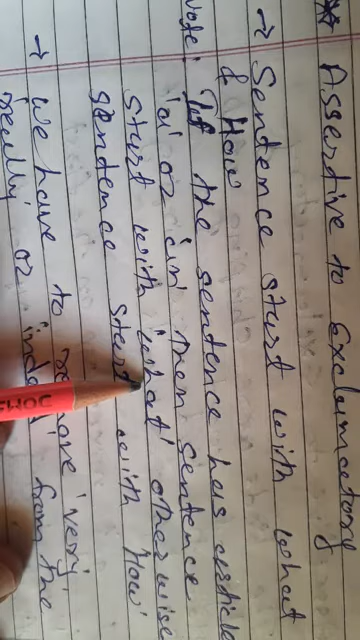 ** Assertive to Exclamatory
→ Sentence start with what
& How
Note: If the sentence has article
'a' or 'an' then sentence
start with 'what' otherwise
sentence start with 'How'
→ We have to remove 'very,
really or indeed from the
DOMS